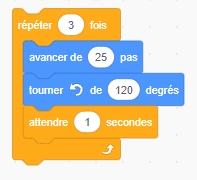 répéter 3 fois
avancer de 25 pas
tourner de 120 degrés
attendre 1 secondes